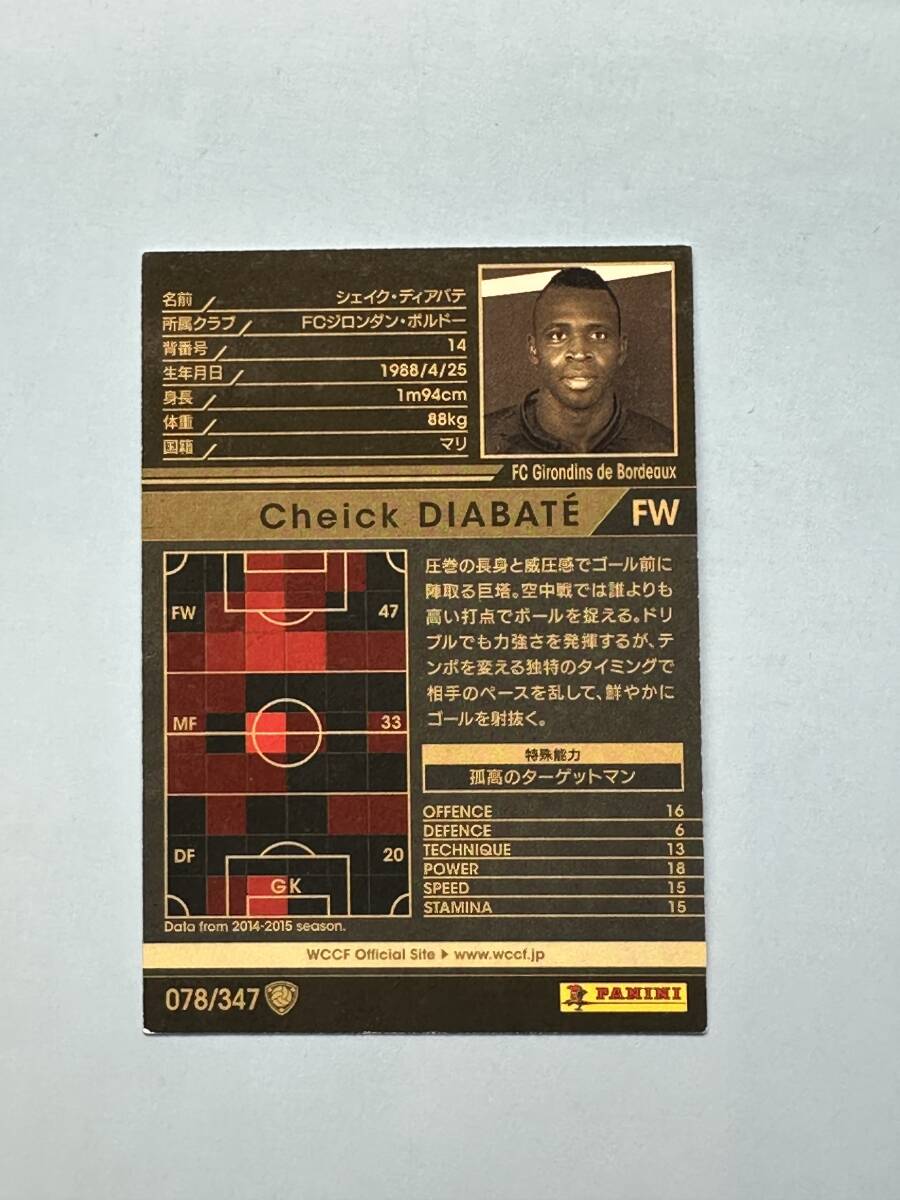 名前 シェイク・ディアバテ
所属クラブ FCジロンダン・ボルドー
背番号 14
生年月日 1988/4/25
身長 1m94cm
体重 88kg
国籍 マリ
FC Girondins de Bordeaux
Cheick DIABATÉ FW
FW 47
MF 33
DF 20
GK
Data from 2014-2015 season.
圧巻の長身と威圧感でゴール前に
陣取る巨塔。空中戦では誰よりも
高い打点でボールを捉える。ドリ
ブルでも力強さを発揮するが、テ
ンポを変える独特のタイミングで
相手のペースを乱して、鮮やかに
ゴールを射抜く。
特殊能力
孤高のターゲットマン
OFFENCE 16
DEFENCE 6
TECHNIQUE 13
POWER 18
SPEED 15
STAMINA 15
WCCF Official Site ▶ www.wccf.jp
078/347
PANINI